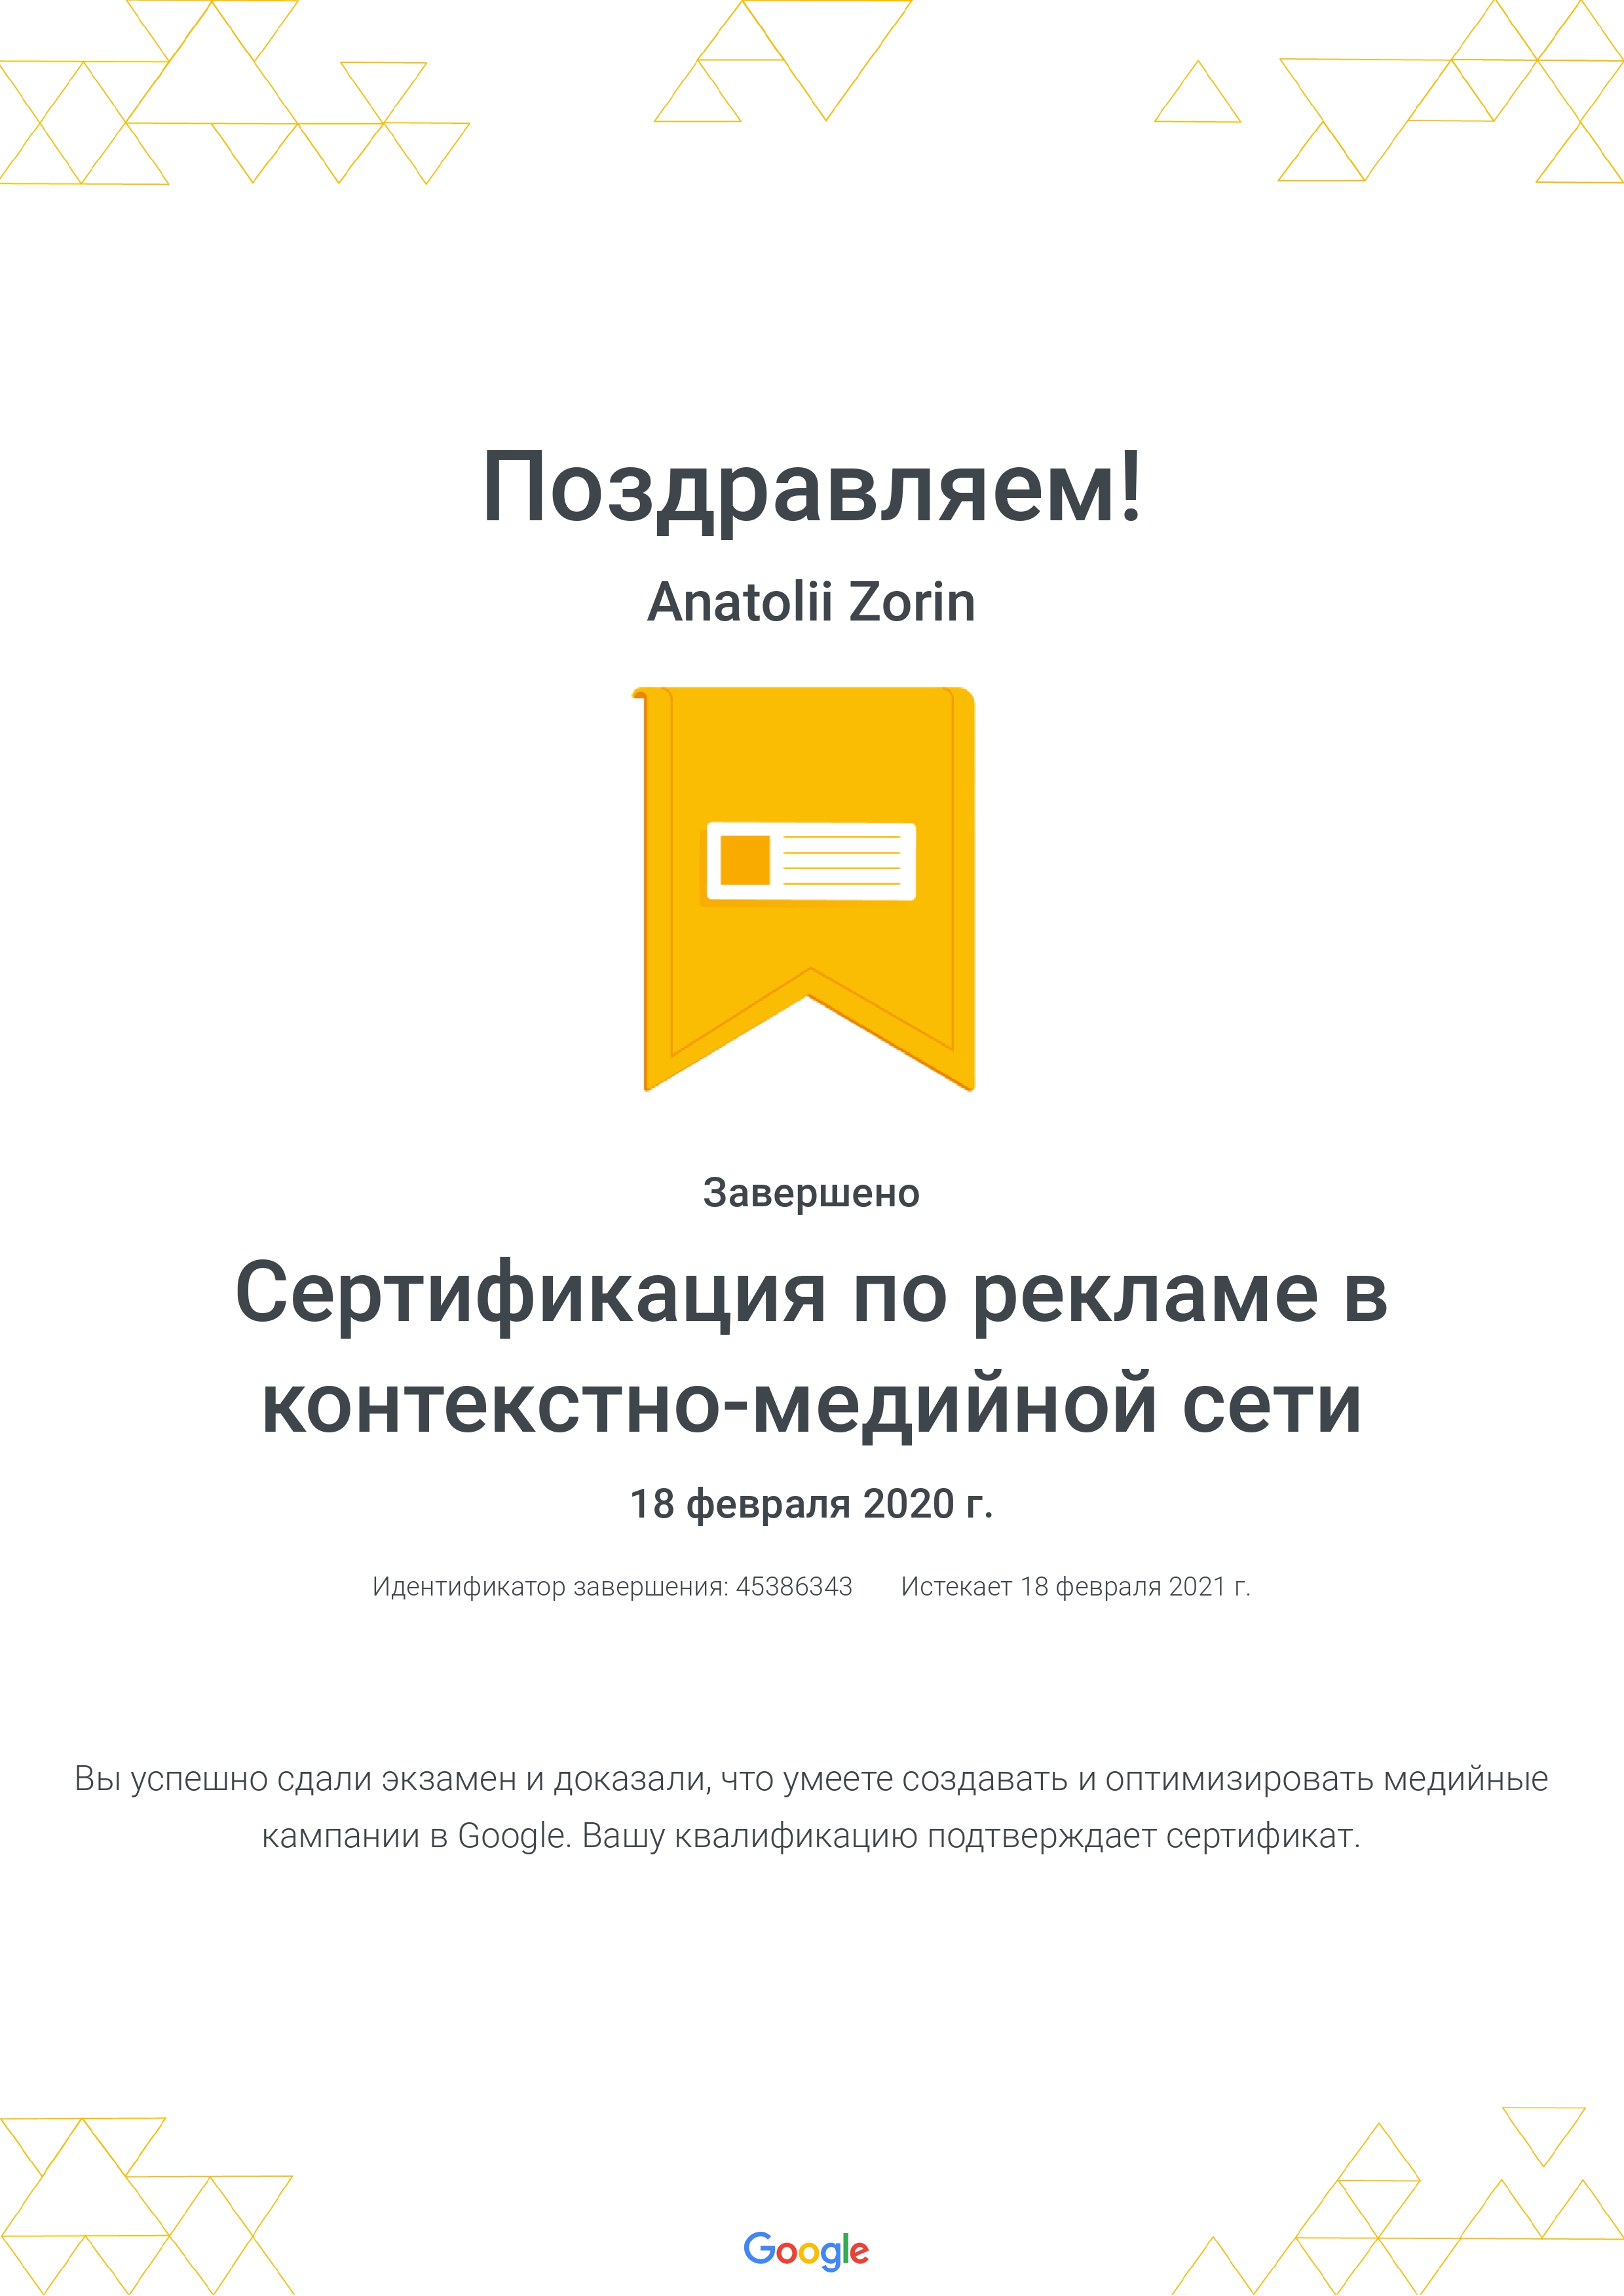 Поздравляем!
Anatolii Zorin
Завершено
Сертификация по рекламе в
контекстно-медийной сети
18 февраля 2020 г.
Идентификатор завершения: 45386343 Истекает 18 февраля 2021 г.
Вы успешно сдали экзамен и доказали, что умеете создавать и оптимизировать медийные
кампании в Google. Вашу квалификацию подтверждает сертификат.
Google